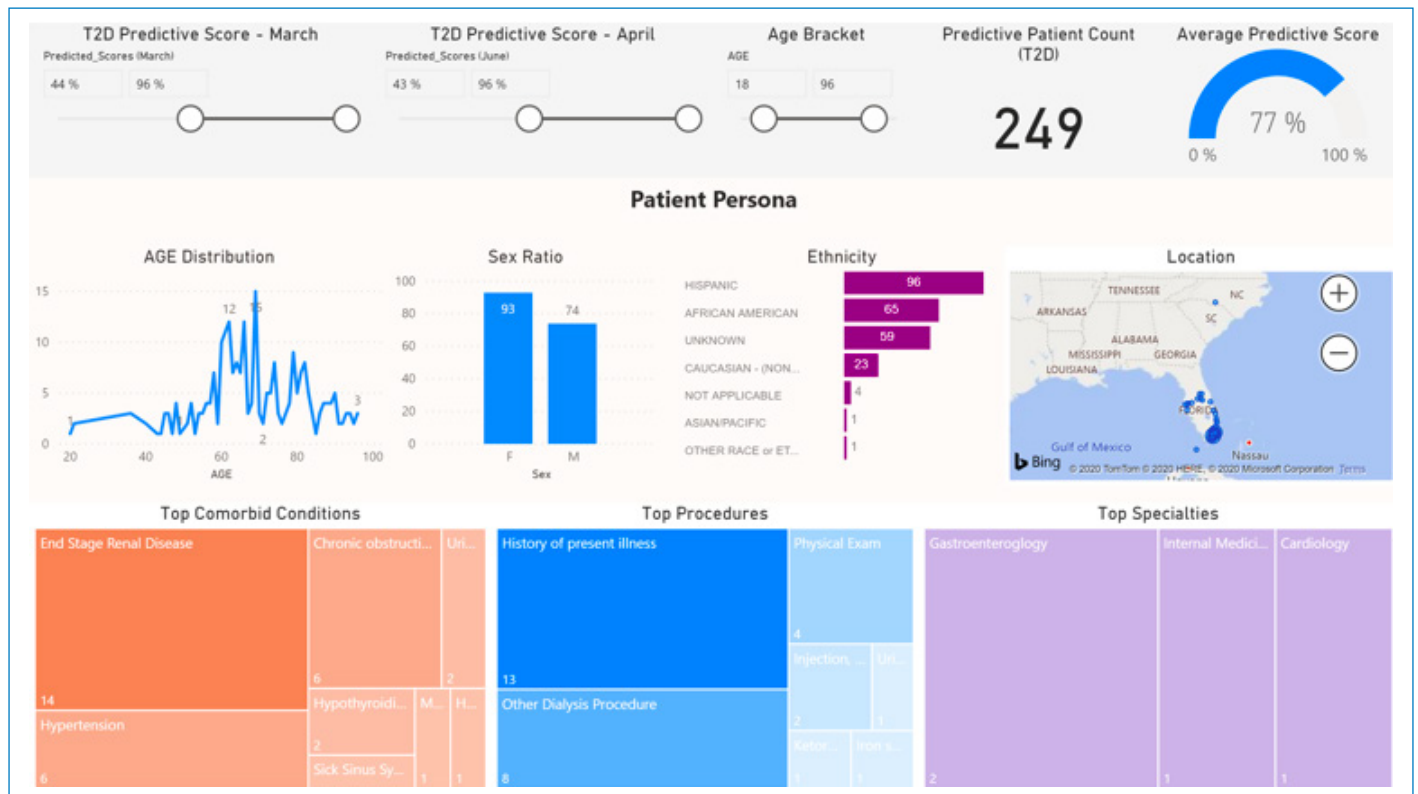 T2D Predictive Score - March
Predicted_Scores (March)
44 %
96 %
T2D Predictive Score - April
Predicted_Scores (June)
43 %
96 %
Age Bracket
AGE
18
96
Predictive Patient Count
(T2D)
249
Average Predictive Score
77 %
0 %
100 %
Patient Persona
AGE Distribution
15
10
5
0
1
12
15
2
3
20
40
60
80
100
AGE
Sex Ratio
100
80
60
40
20
0
93
74
F
M
Sex
Ethnicity
HISPANIC
96
AFRICAN AMERICAN
65
UNKNOWN
59
CAUCASIAN - (NON...
23
NOT APPLICABLE
4
ASIAN/PACIFIC
1
OTHER RACE or ET...
1
Location
TENNESSEE
NC
ARKANSAS
SC
ALABAMA
MISSISSIPPI
GEORGIA
LOUISIANA
FLORIDA
Gulf of Mexico
Nassau
Bing
© 2020 TomTom © 2020 HERE, © 2020 Microsoft Corporation Terms
Top Comorbid Conditions
End Stage Renal Disease
14
Hypertension
6
Chronic obstructi...
6
Uri...
2
Hypothyroidi...
2
Sick Sinus Sy...
M...
1
H...
1
Top Procedures
History of present illness
13
Other Dialysis Procedure
8
Physical Exam
4
Injection, ...
2
Uri...
1
Ketor...
1
Iron s...
1
Top Specialties
Gastroenteroglogy
2
Internal Medici...
1
Cardiology
1